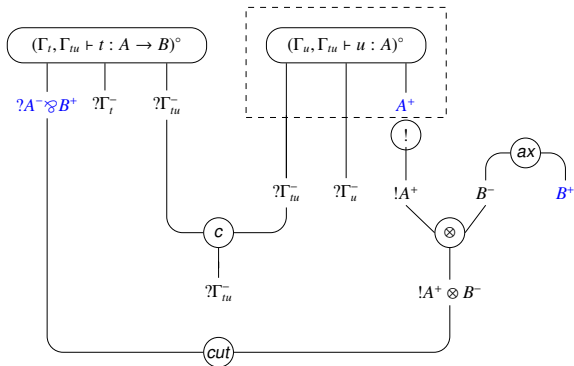 (Γ_t, Γ_tu ⊢ t : A → B)° (Γ_u, Γ_tu ⊢ u : A)°
?A⁻⅋B⁺ ?Γ_t⁻ ?Γ_tu⁻ A⁺
!
ax
?Γ_tu⁻ ?Γ_u⁻ !A⁺ B⁻ B⁺
c ⊗
?Γ_tu⁻ !A⁺ ⊗ B⁻
cut